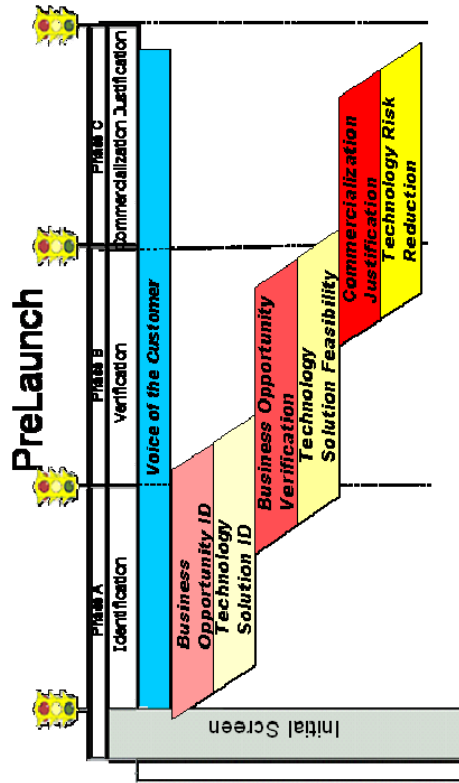 PreLaunch
Phase A
Phase B
Phase C
Identification
Verification
Commercialization Justification
Voice of the Customer
Business
Opportunity ID
Technology
Solution ID
Business Opportunity
Verification
Technology
Solution Feasibility
Commercialization
Justification
Technology Risk
Reduction
Initial Screen